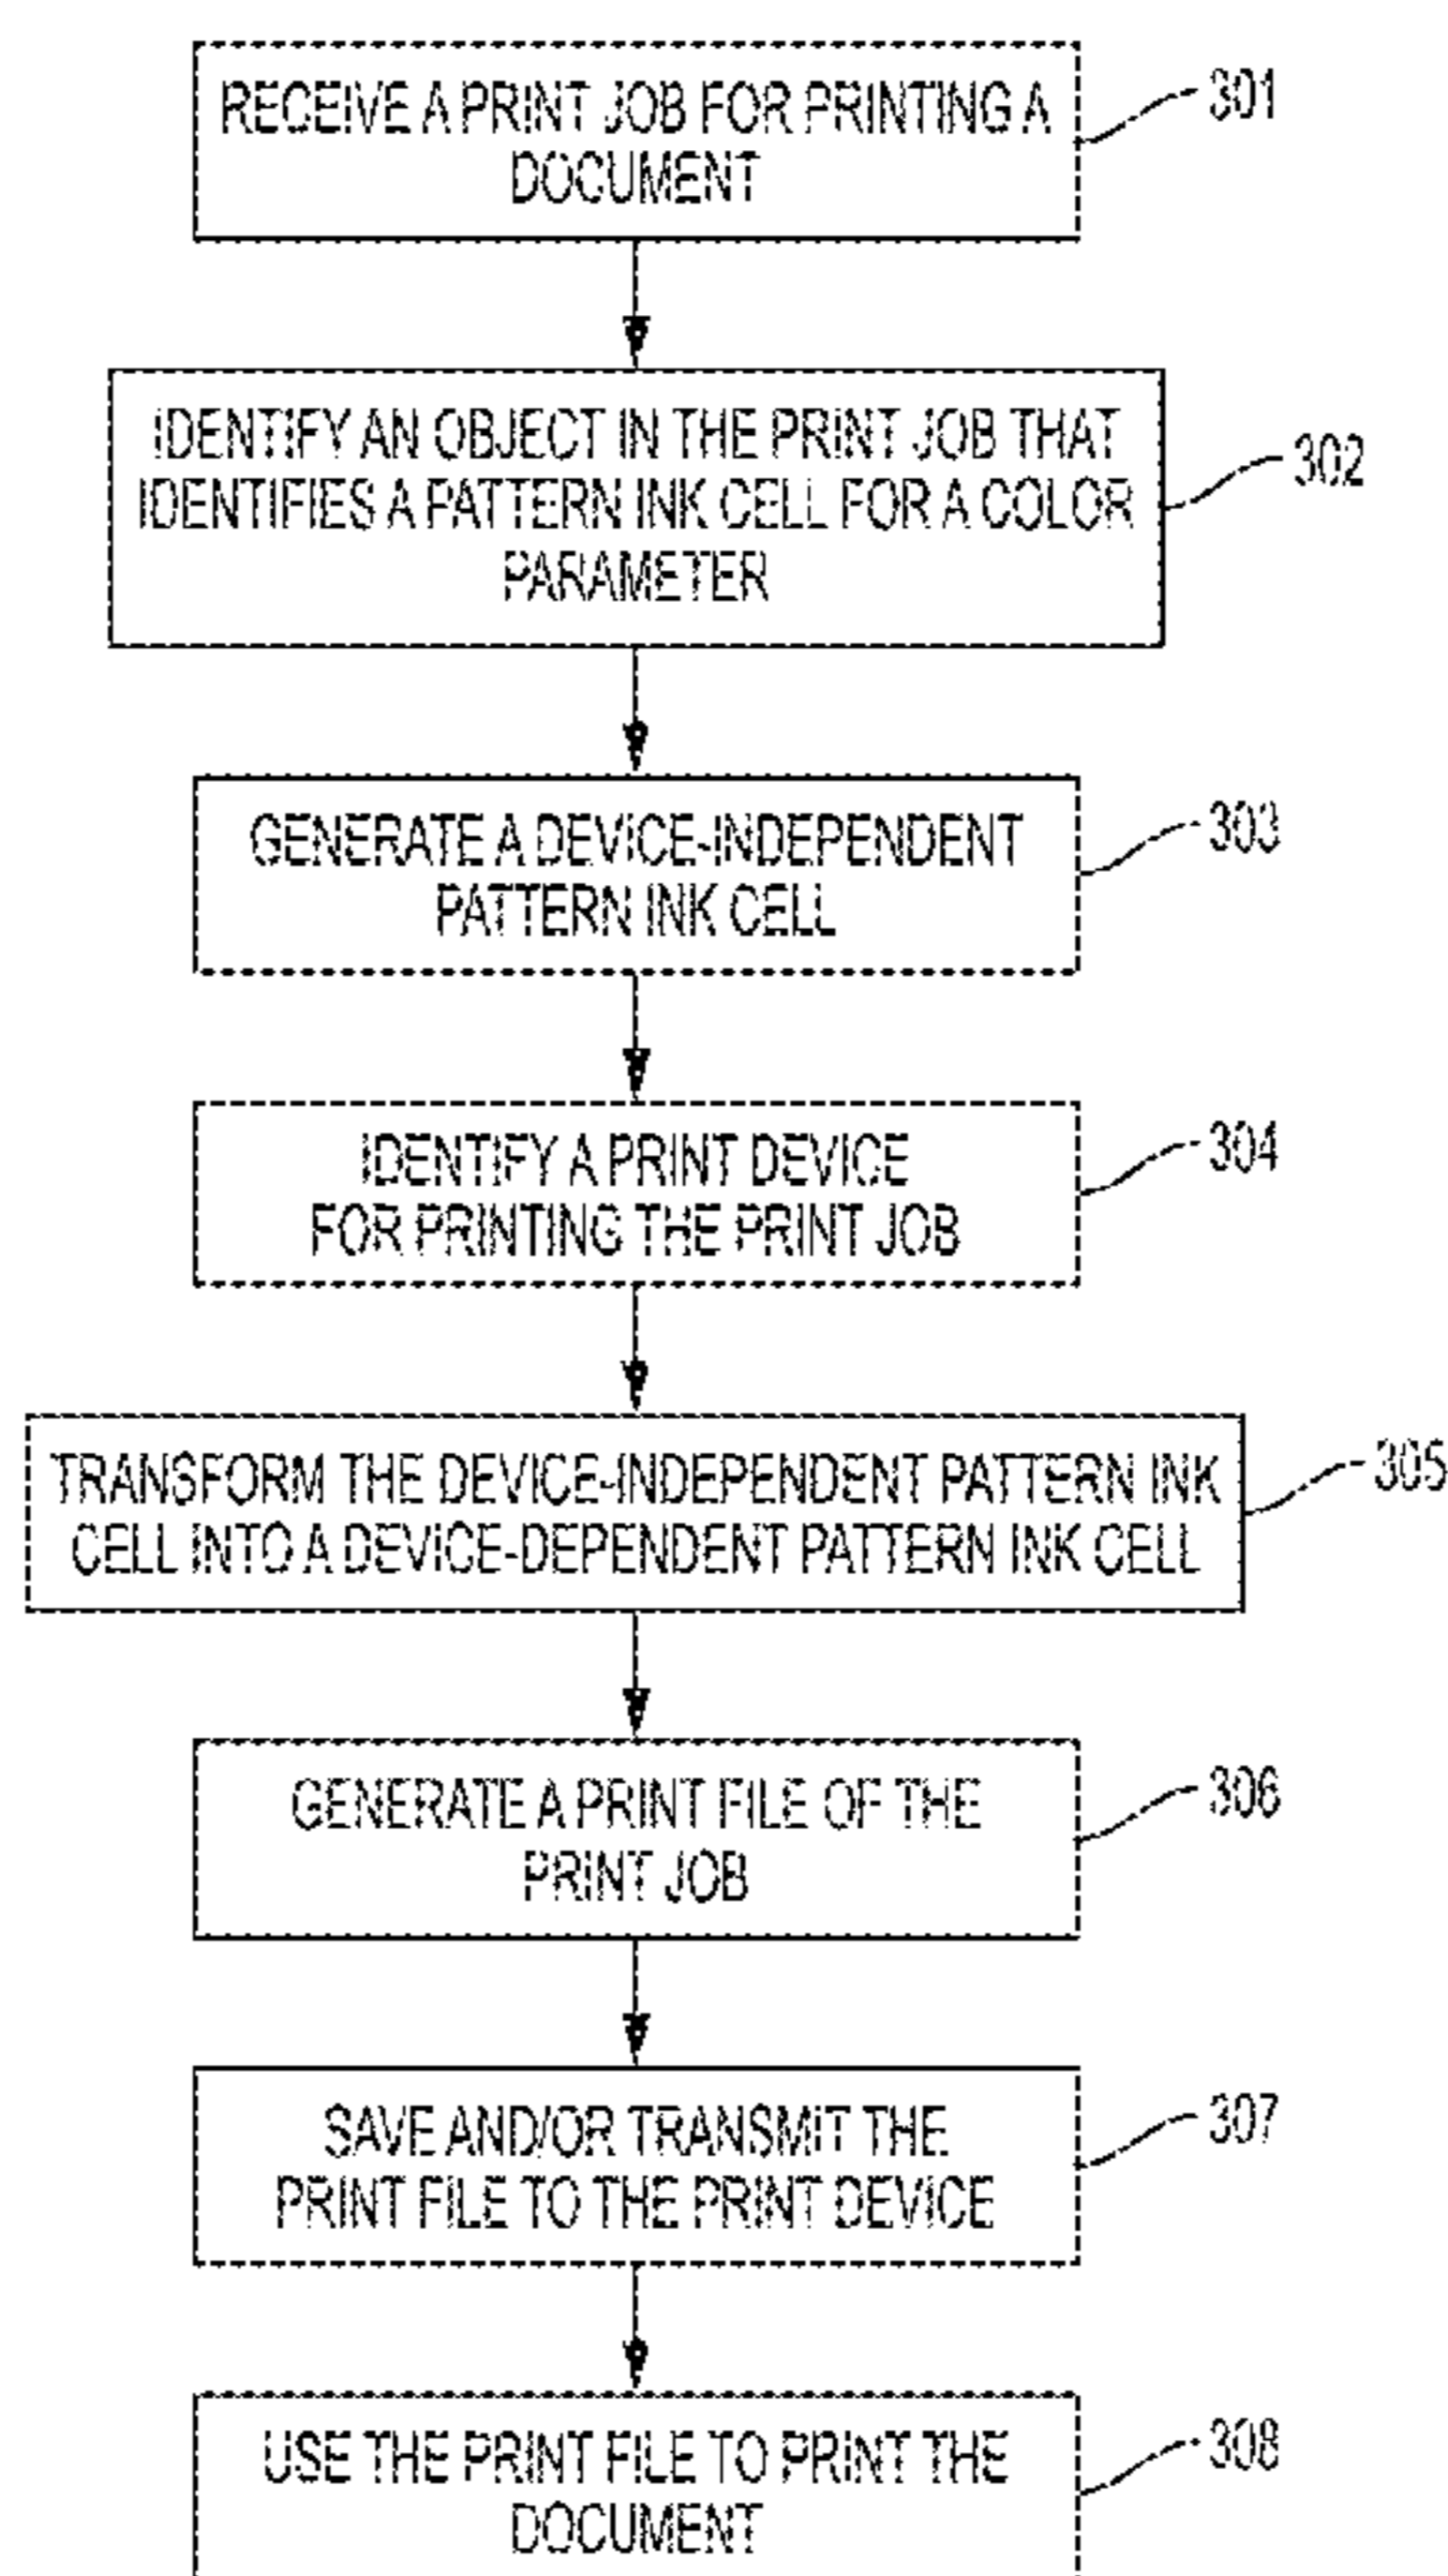 RECEIVE A PRINT JOB FOR PRINTING A
DOCUMENT
301
IDENTIFY AN OBJECT IN THE PRINT JOB THAT
IDENTIFIES A PATTERN INK CELL FOR A COLOR
PARAMETER
302
GENERATE A DEVICE-INDEPENDENT
PATTERN INK CELL
303
IDENTIFY A PRINT DEVICE
FOR PRINTING THE PRINT JOB
304
TRANSFORM THE DEVICE-INDEPENDENT PATTERN INK
CELL INTO A DEVICE-DEPENDENT PATTERN INK CELL
305
GENERATE A PRINT FILE OF THE
PRINT JOB
306
SAVE AND/OR TRANSMIT THE
PRINT FILE TO THE PRINT DEVICE
307
USE THE PRINT FILE TO PRINT THE
DOCUMENT
308